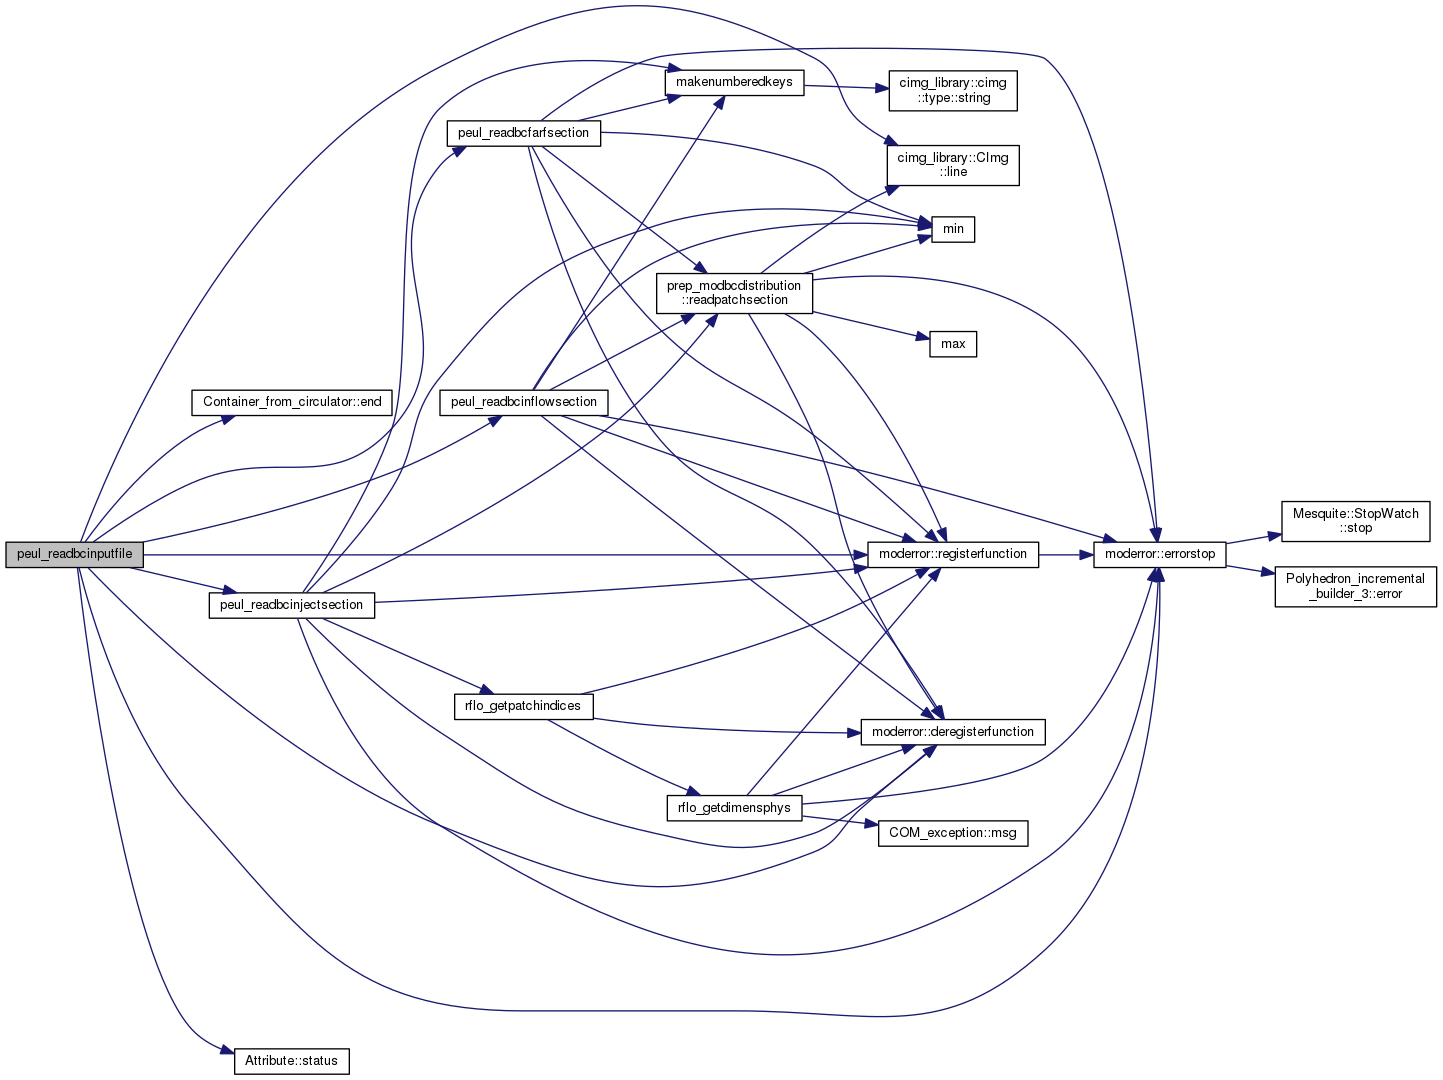 makenumberedkeys
cimg_library::cimg
::type::string
peul_readbcfarfsection
cimg_library::CImg
::line
min
prep_modbcdistribution
::readpatchsection
max
Container_from_circulator::end
peul_readbcinflowsection
Mesquite::StopWatch
::stop
peul_readbcinputfile
moderror::registerfunction
moderror::errorstop
Polyhedron_incremental
_builder_3::error
peul_readbcinjectsection
rflo_getpatchindices
moderror::deregisterfunction
rflo_getdimensphys
COM_exception::msg
Attribute::status